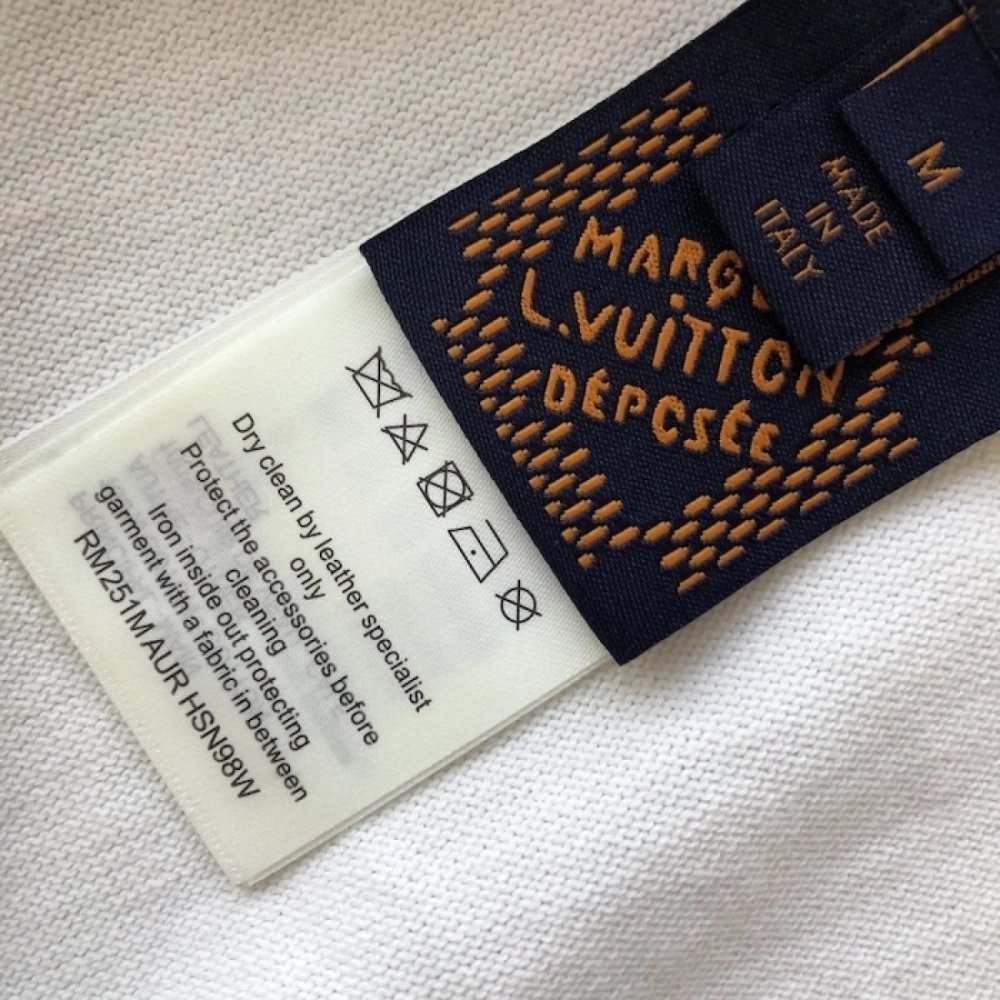 M
MADE
IN
ITALY
L.VUITTON
DÉPOSÉE
Dry clean by leather specialist
only
Protect the accessories before
cleaning
Iron inside out protecting
garment with a fabric in between
RM251M AUR HSN98W